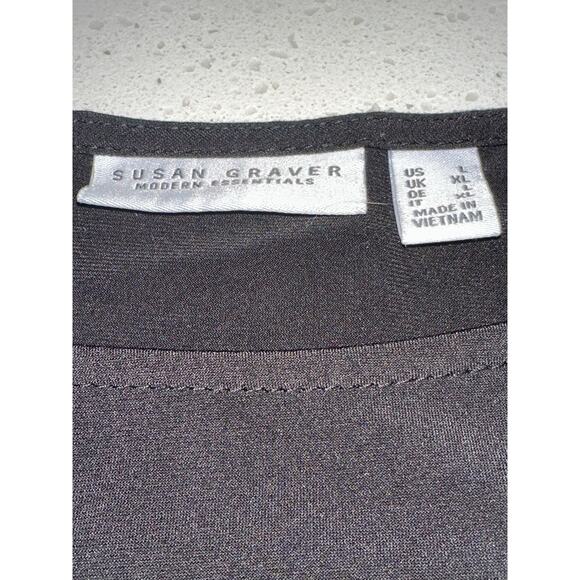 SUSAN GRAVER
MODERN ESSENTIALS
US L
UK XL
DE L
IT XL
MADE IN
VIETNAM